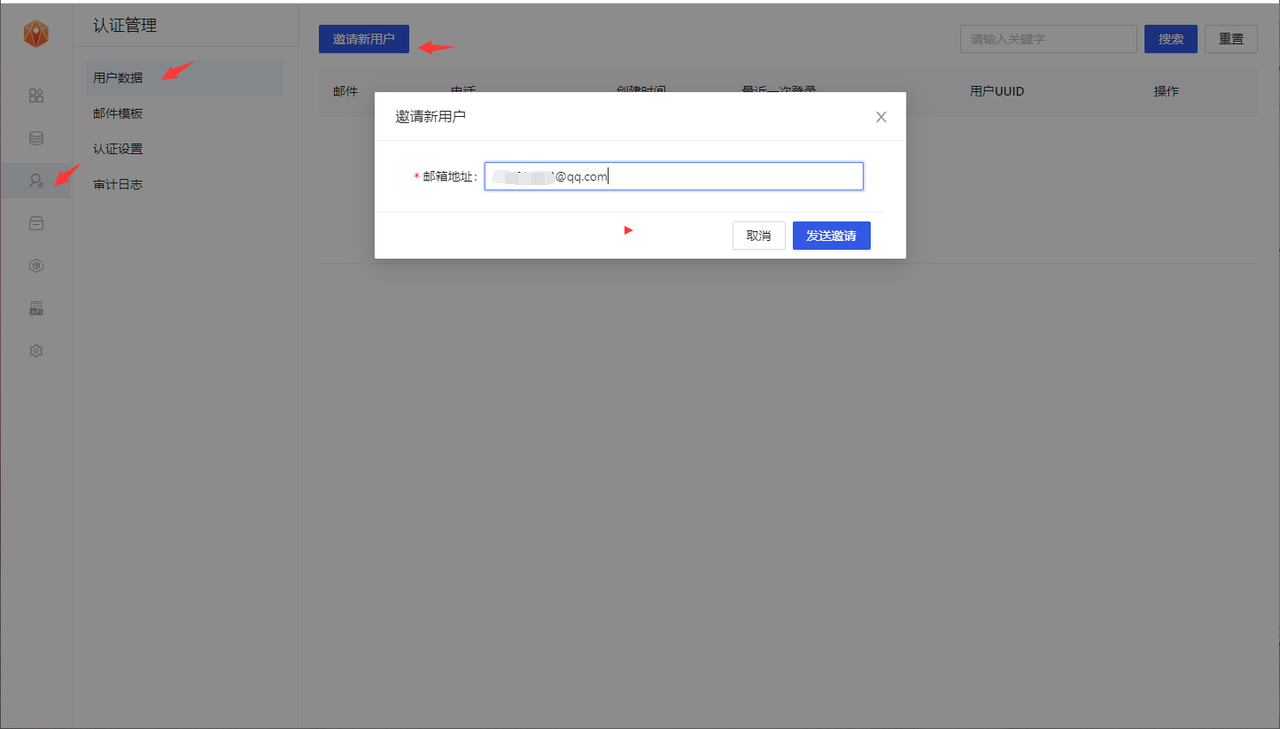 认证管理
用户数据
邮件模板
认证设置
审计日志
邀请新用户
请输入关键字
搜索
重置
邮件 电话 创建时间 最近一次登录 用户UUID 操作
邀请新用户
* 邮箱地址:
@qq.com
取消
发送邀请